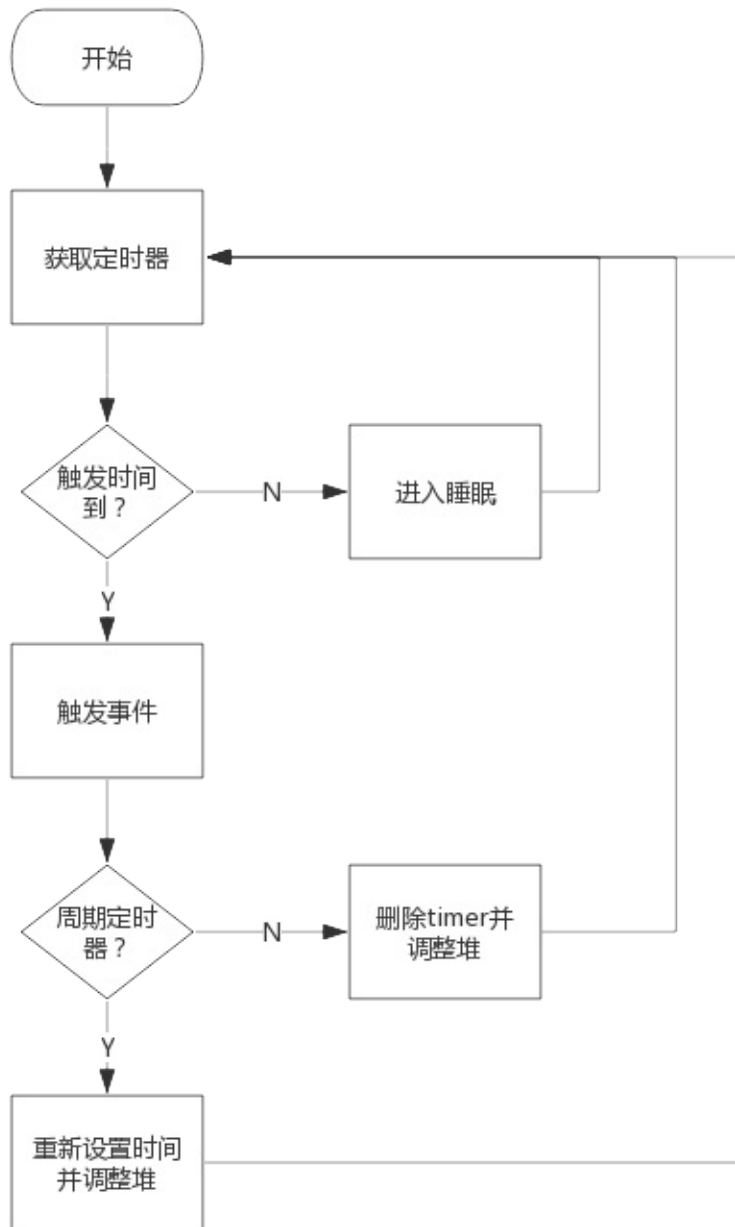 开始
获取定时器
触发时间
到？
N
进入睡眠
Y
触发事件
周期定时
器？
N
删除timer并
调整堆
Y
重新设置时间
并调整堆